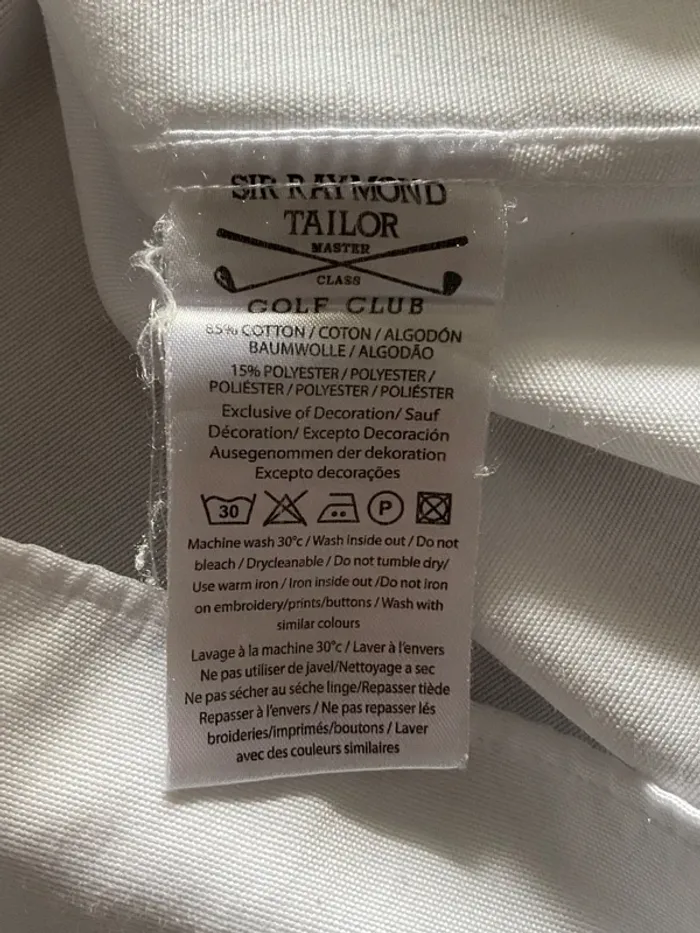 SIR RAYMOND
TAILOR
MASTER
CLASS
GOLF CLUB
85% COTTON / COTON / ALGODÓN
BAUMWOLLE / ALGODÃO
15% POLYESTER / POLYESTER /
POLIÉSTER / POLYESTER / POLIÉSTER
Exclusive of Decoration/ Sauf
Décoration/ Excepto Decoración
Ausegenommen der dekoration
Excepto decorações
30 P
Machine wash 30°c / Wash inside out / Do not
bleach / Drycleanable / Do not tumble dry/
Use warm iron / Iron inside out /Do not iron
on embroidery/prints/buttons / Wash with
similar colours
Lavage à la machine 30°c / Laver à l'envers
Ne pas utiliser de javel/Nettoyage a sec
Ne pas sécher au séche linge/Repasser tiède
Repasser à l'envers / Ne pas repasser lés
broideries/imprimés/boutons / Laver
avec des couleurs similaires